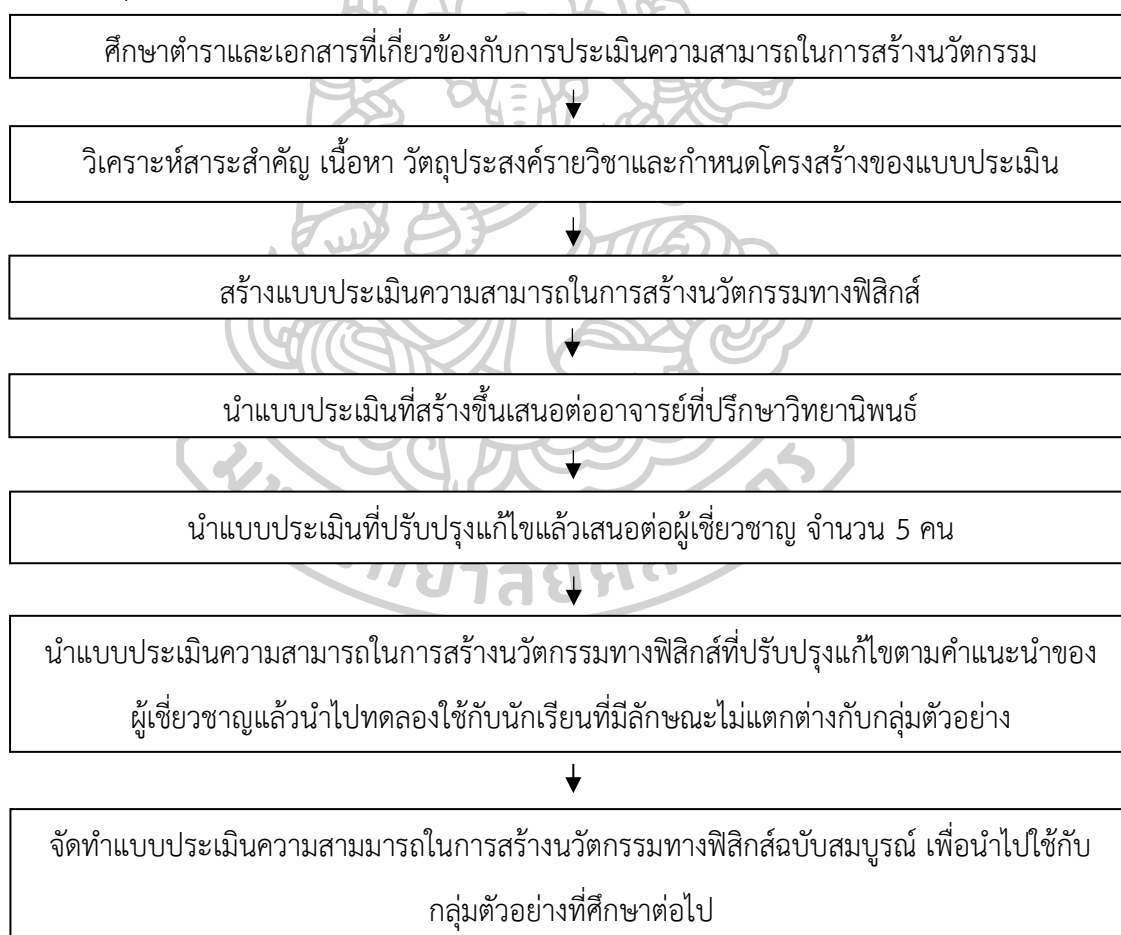 ศึกษาตำราและเอกสารที่เกี่ยวข้องกับการประเมินความสามารถในการสร้างนวัตกรรม
วิเคราะห์สาระสำคัญ เนื้อหา วัตถุประสงค์รายวิชาและกำหนดโครงสร้างของแบบประเมิน
สร้างแบบประเมินความสามารถในการสร้างนวัตกรรมทางฟิสิกส์
นำแบบประเมินที่สร้างขึ้นเสนอต่ออาจารย์ที่ปรึกษาวิทยานิพนธ์
นำแบบประเมินที่ปรับปรุงแก้ไขแล้วเสนอต่อผู้เชี่ยวชาญ จำนวน 5 คน
นำแบบประเมินความสามารถในการสร้างนวัตกรรมทางฟิสิกส์ที่ปรับปรุงแก้ไขตามคำแนะนำของ
ผู้เชี่ยวชาญแล้วนำไปทดลองใช้กับนักเรียนที่มีลักษณะไม่แตกต่างกับกลุ่มตัวอย่าง
จัดทำแบบประเมินความสามมารถในการสร้างนวัตกรรมทางฟิสิกส์ฉบับสมบูรณ์ เพื่อนำไปใช้กับ
กลุ่มตัวอย่างที่ศึกษาต่อไป